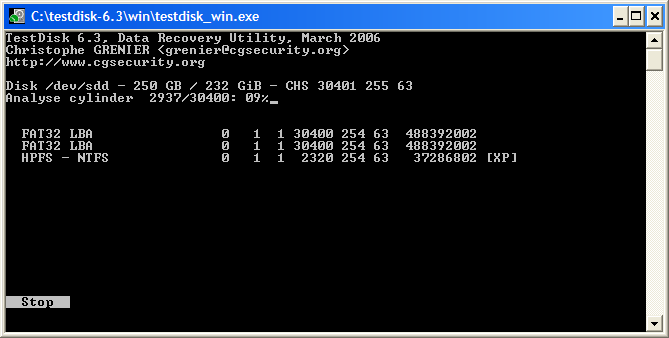 C:\testdisk-6.3\win\testdisk_win.exe
TestDisk 6.3, Data Recovery Utility, March 2006
Christophe GRENIER <grenier@cgsecurity.org>
http://www.cgsecurity.org
Disk /dev/sdd - 250 GB / 232 GiB - CHS 30401 255 63
Analyse cylinder  2937/30400: 09%
FAT32 LBA                0   1  1 30400 254 63  488392002
FAT32 LBA                0   1  1 30400 254 63  488392002
HPFS - NTFS              0   1  1  2320 254 63   37286802 [XP]
Stop